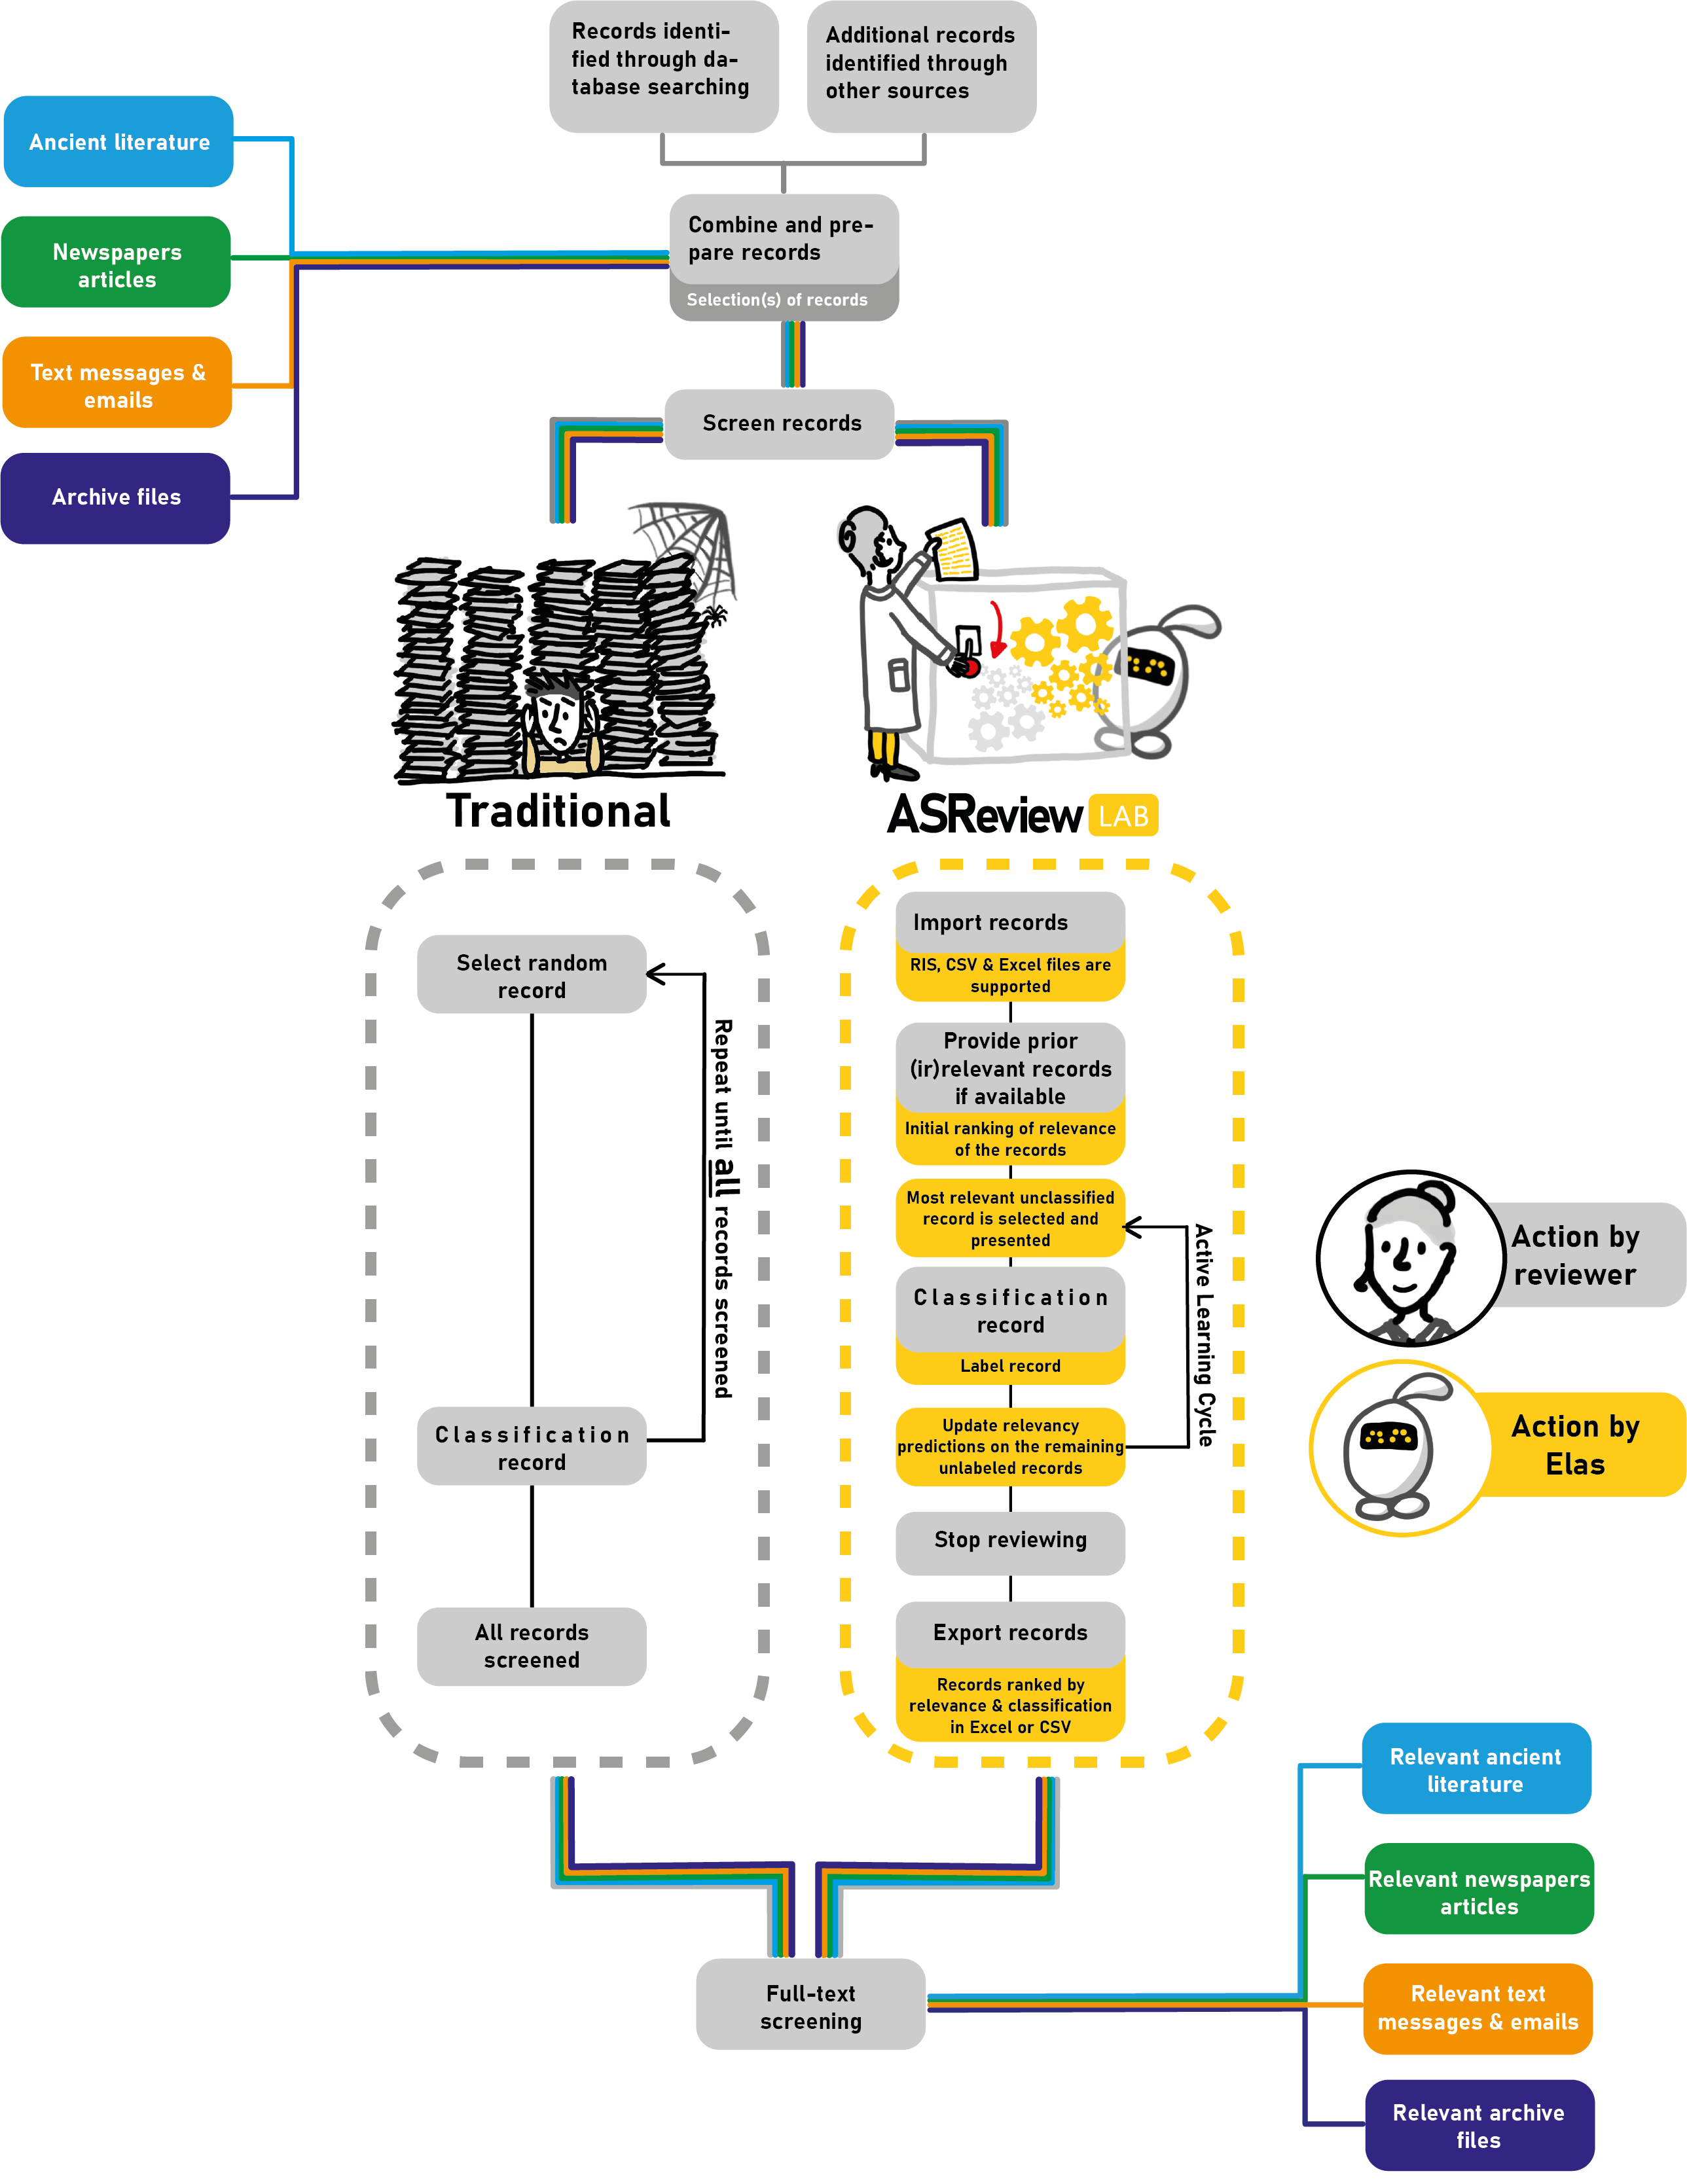 Records identi-
fied through da-
tabase searching
Additional records
identified through
other sources
Ancient literature
Newspapers
articles
Text messages &
emails
Archive files
Combine and pre-
pare records
Selection(s) of records
Screen records
Traditional
ASReview LAB
Select random
record
Repeat until all records screened
Classification
record
All records
screened
Import records
RIS, CSV & Excel files are
supported
Provide prior
(ir)relevant records
if available
Initial ranking of relevance
of the records
Most relevant unclassified
record is selected and
presented
Classification
record
Label record
Update relevancy
predictions on the remaining
unlabeled records
Active Learning Cycle
Stop reviewing
Export records
Records ranked by
relevance & classification
in Excel or CSV
Action by
reviewer
Action by
Elas
Full-text
screening
Relevant ancient
literature
Relevant newspapers
articles
Relevant text
messages & emails
Relevant archive
files